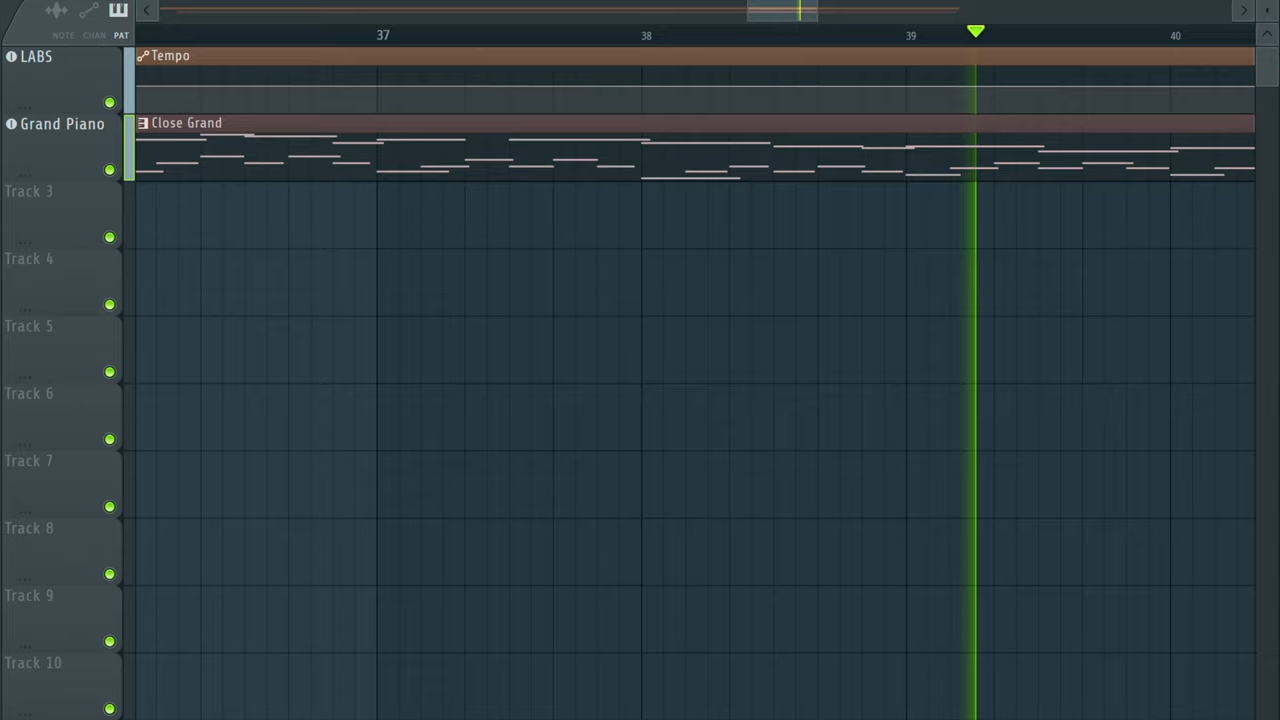 NOTE CHAN PAT
37 38 39 40
LABS
Tempo
Grand Piano
Close Grand
Track 3
Track 4
Track 5
Track 6
Track 7
Track 8
Track 9
Track 10